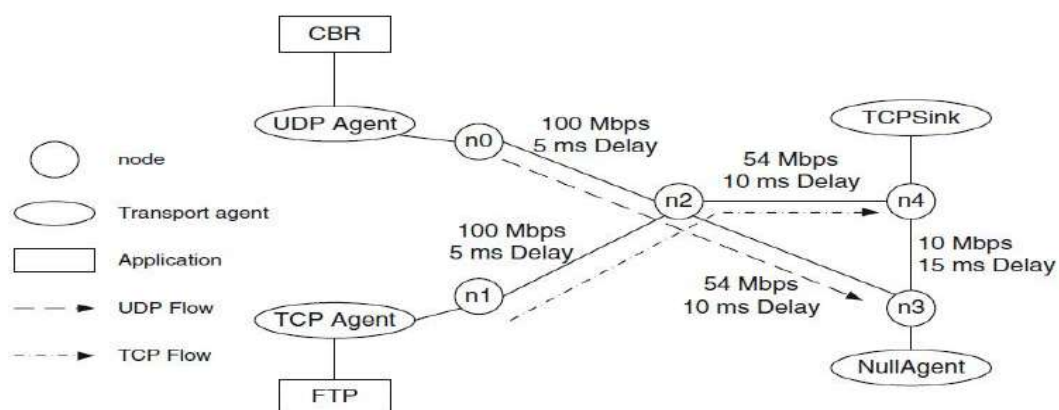 CBR
UDP Agent
n0
100 Mbps
5 ms Delay
TCPSink
node
54 Mbps
10 ms Delay
n2
n4
Transport agent
100 Mbps
5 ms Delay
10 Mbps
15 ms Delay
Application
n1
54 Mbps
10 ms Delay
n3
UDP Flow
TCP Agent
TCP Flow
NullAgent
FTP